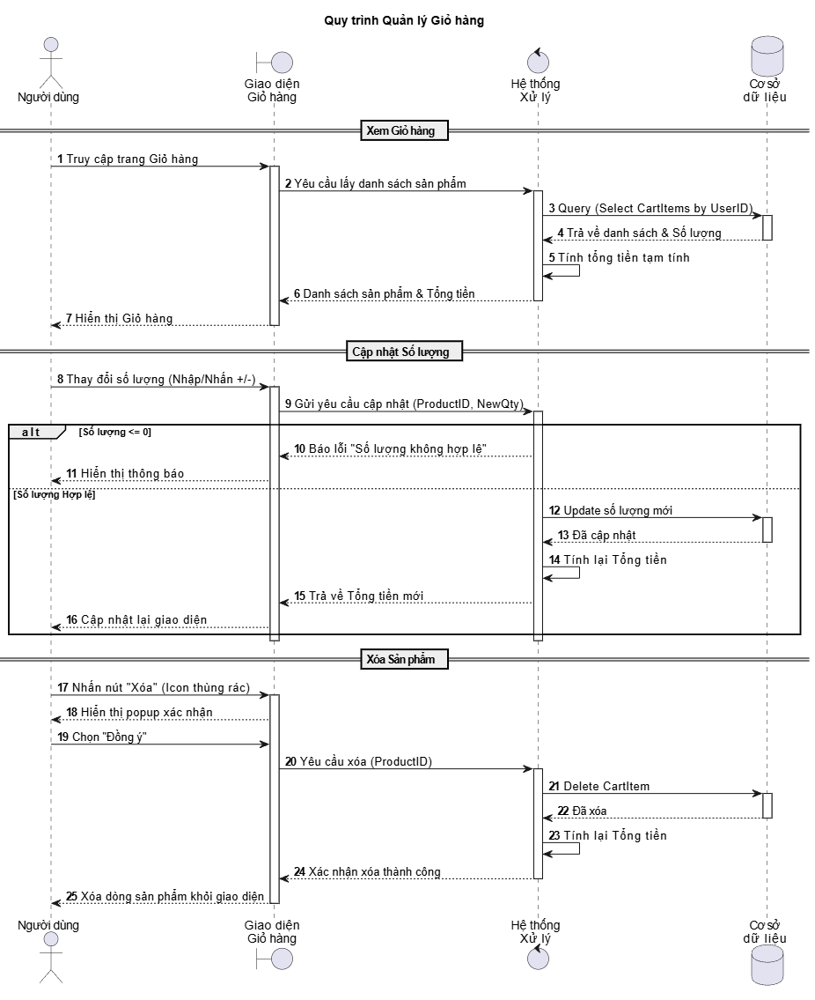 Quy trình Quản lý Giỏ hàng
Người dùng
Giao diện
Giỏ hàng
Hệ thống
Xử lý
Cơ sở
dữ liệu
Xem Giỏ hàng
1 Truy cập trang Giỏ hàng
2 Yêu cầu lấy danh sách sản phẩm
3 Query (Select CartItems by UserID)
4 Trả về danh sách & Số lượng
5 Tính tổng tiền tạm tính
6 Danh sách sản phẩm & Tổng tiền
7 Hiển thị Giỏ hàng
Cập nhật Số lượng
8 Thay đổi số lượng (Nhập/Nhấn +/-)
9 Gửi yêu cầu cập nhật (ProductID, NewQty)
alt [Số lượng <= 0]
10 Báo lỗi "Số lượng không hợp lệ"
11 Hiển thị thông báo
[Số lượng Hợp lệ]
12 Update số lượng mới
13 Đã cập nhật
14 Tính lại Tổng tiền
15 Trả về Tổng tiền mới
16 Cập nhật lại giao diện
Xóa Sản phẩm
17 Nhấn nút "Xóa" (Icon thùng rác)
18 Hiển thị popup xác nhận
19 Chọn "Đồng ý"
20 Yêu cầu xóa (ProductID)
21 Delete CartItem
22 Đã xóa
23 Tính lại Tổng tiền
24 Xác nhận xóa thành công
25 Xóa dòng sản phẩm khỏi giao diện
Người dùng
Giao diện
Giỏ hàng
Hệ thống
Xử lý
Cơ sở
dữ liệu